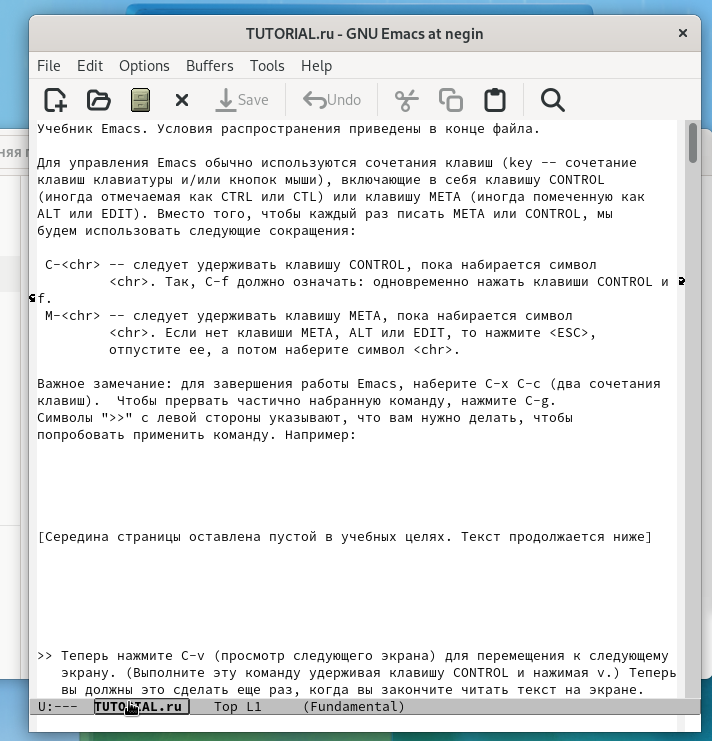 TUTORIAL.ru - GNU Emacs at negin
File Edit Options Buffers Tools Help
Save Undo
няя п
Учебник Emacs. Условия распространения приведены в конце файла.
Для управления Emacs обычно используются сочетания клавиш (key -- сочетание
клавиш клавиатуры и/или кнопок мыши), включающие в себя клавишу CONTROL
(иногда отмечаемая как CTRL или CTL) или клавишу META (иногда помеченную как
ALT или EDIT). Вместо того, чтобы каждый раз писать META или CONTROL, мы
будем использовать следующие сокращения:
C-<chr> -- следует удерживать клавишу CONTROL, пока набирается символ
<chr>. Так, C-f должно означать: одновременно нажать клавиши CONTROL и
f.
M-<chr> -- следует удерживать клавишу META, пока набирается символ
<chr>. Если нет клавиши META, ALT или EDIT, то нажмите <ESC>,
отпустите ее, а потом наберите символ <chr>.
Важное замечание: для завершения работы Emacs, наберите C-x C-c (два сочетания
клавиш).  Чтобы прервать частично набранную команду, нажмите C-g.
Символы ">>" с левой стороны указывают, что вам нужно делать, чтобы
попробовать применить команду. Например:
[Середина страницы оставлена пустой в учебных целях. Текст продолжается ниже]
>> Теперь нажмите C-v (просмотр следующего экрана) для перемещения к следующему
экрану. (Выполните эту команду удерживая клавишу CONTROL и нажимая v.) Теперь
вы должны это сделать еще раз, когда вы закончите читать текст на экране.
U:--- TUTORIAL.ru Top L1 (Fundamental)